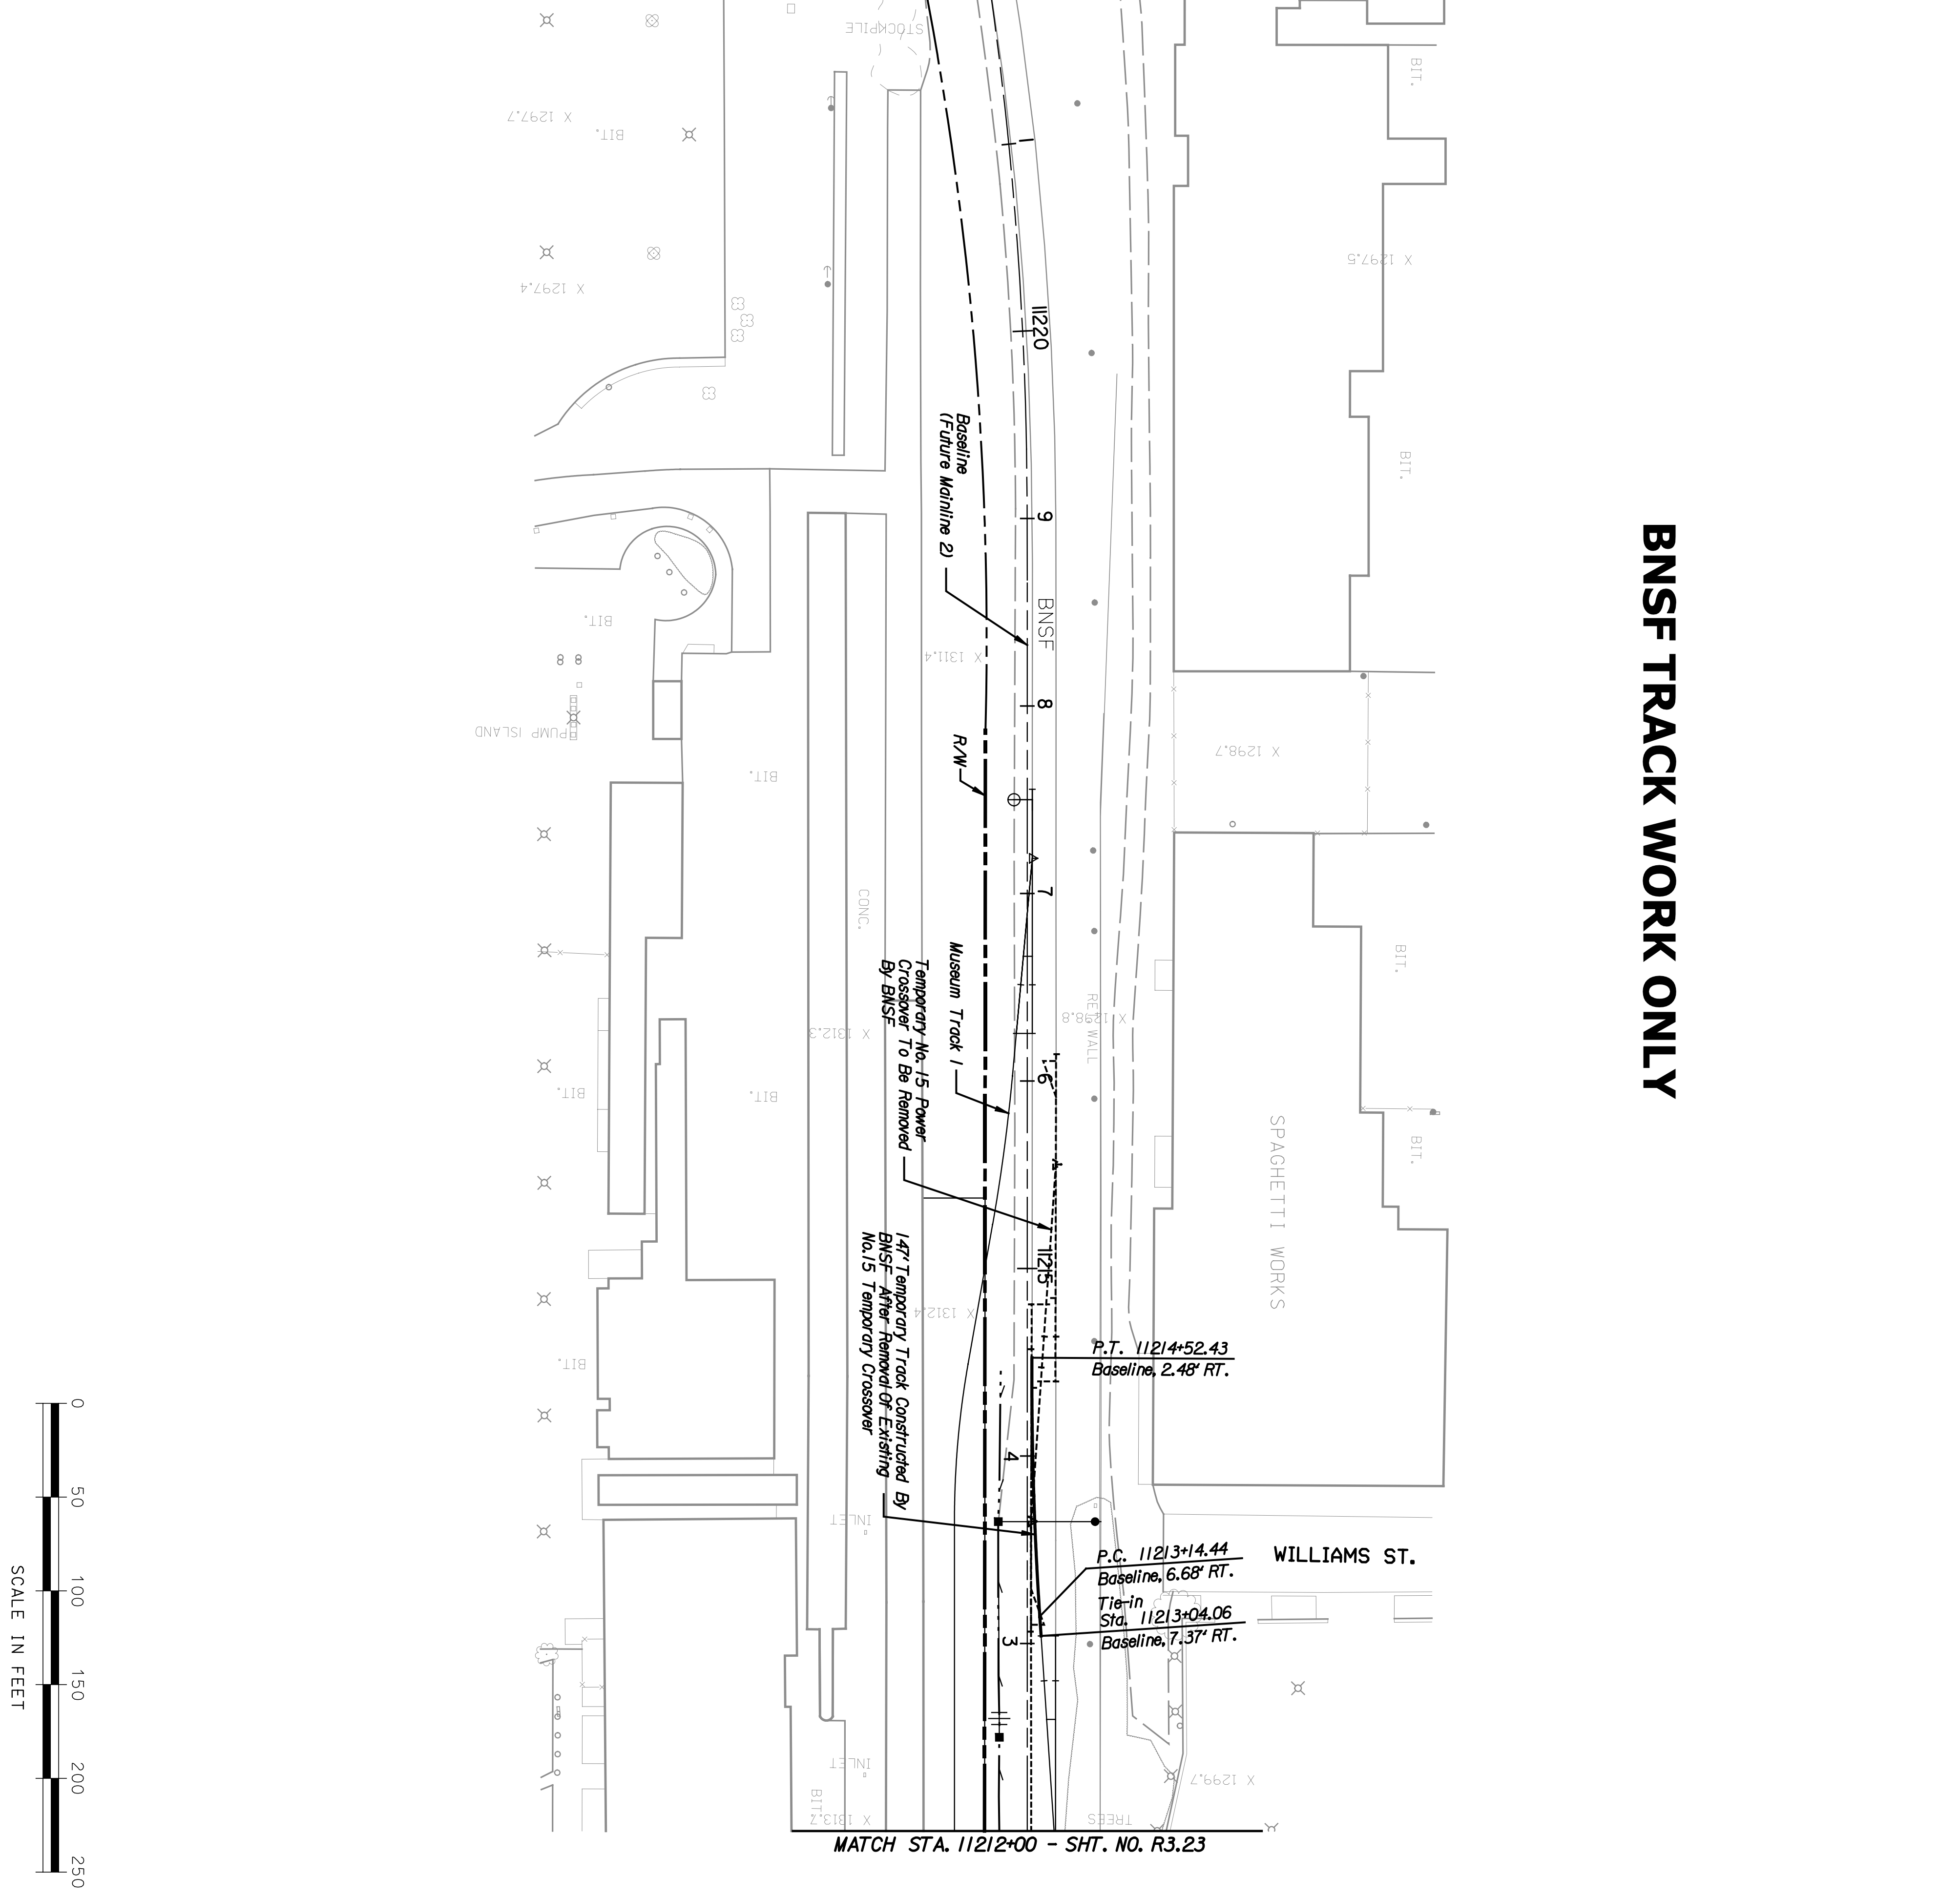 STOCKPILE
BIT.
X 1297.7
BIT.
X 1297.5
X 1297.4
11220
Baseline
(Future Mainline 2)
BIT.
9
BNSF TRACK WORK ONLY
BNSF
BIT.
X 1311.4
8
PUMP ISLAND
R/W
X 1298.7
BIT.
7
CONC.
Museum Track 1
BIT.
Temporary No. 15 Power
Crossover To Be Removed
By BNSF
RET. WALL
X 1298.8
X 1312.3
6
BIT.
BIT.
BIT.
SPAGHETTI WORKS
11215
147' Temporary Track Constructed By
BNSF After Removal Of Existing
No.15 Temporary Crossover
X 1312.4
P.T. 11214+52.43
Baseline, 2.48' RT.
BIT.
4
INLET
P.C. 11213+14.44
Baseline, 6.68' RT.
WILLIAMS ST.
Tie-in
Sta. 11213+04.06
Baseline, 7.37' RT.
3
INLET
X 1299.7
BIT.
X 1313.7
TREES
MATCH STA. 11212+00 - SHT. NO. R3.23
0
50
100
150
200
250
SCALE IN FEET